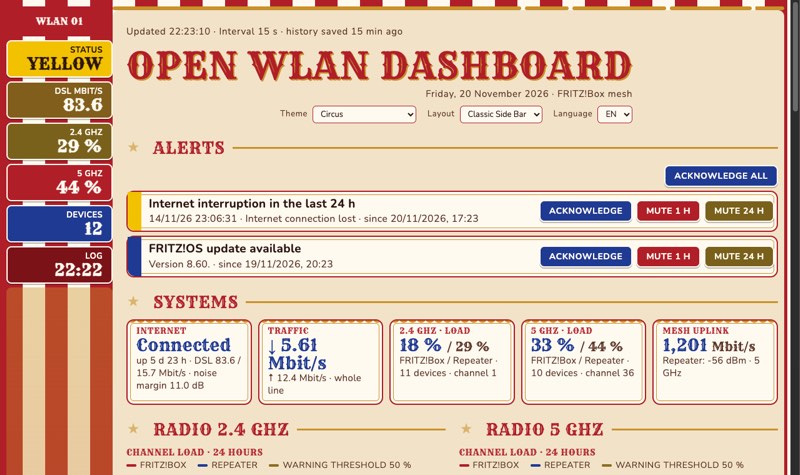 WLAN 01
STATUS
YELLOW
DSL MBIT/S
83.6
2.4 GHZ
29 %
5 GHZ
44 %
DEVICES
12
LOG
22:22
Updated 22:23:10 · Interval 15 s · history saved 15 min ago
OPEN WLAN DASHBOARD
Friday, 20 November 2026 · FRITZ!Box mesh
Theme Circus Layout Classic Side Bar Language EN
ALERTS
ACKNOWLEDGE ALL
Internet interruption in the last 24 h
14/11/26 23:06:31 · Internet connection lost · since 20/11/2026, 17:23
ACKNOWLEDGE MUTE 1 H MUTE 24 H
FRITZ!OS update available
Version 8.60. · since 19/11/2026, 20:23
ACKNOWLEDGE MUTE 1 H MUTE 24 H
SYSTEMS
INTERNET
Connected
up 5 d 23 h · DSL 83.6 /
15.7 Mbit/s · noise
margin 11.0 dB
TRAFFIC
↓ 5.61
Mbit/s
↑ 12.4 Mbit/s · whole
line
2.4 GHZ · LOAD
18 % / 29 %
FRITZ!Box / Repeater ·
11 devices · channel 1
5 GHZ · LOAD
33 % / 44 %
FRITZ!Box / Repeater ·
10 devices · channel 36
MESH UPLINK
1,201 Mbit/s
Repeater: -56 dBm · 5
GHz
RADIO 2.4 GHZ
CHANNEL LOAD · 24 HOURS
FRITZ!BOX REPEATER WARNING THRESHOLD 50 %
RADIO 5 GHZ
CHANNEL LOAD · 24 HOURS
FRITZ!BOX REPEATER WARNING THRESHOLD 50 %